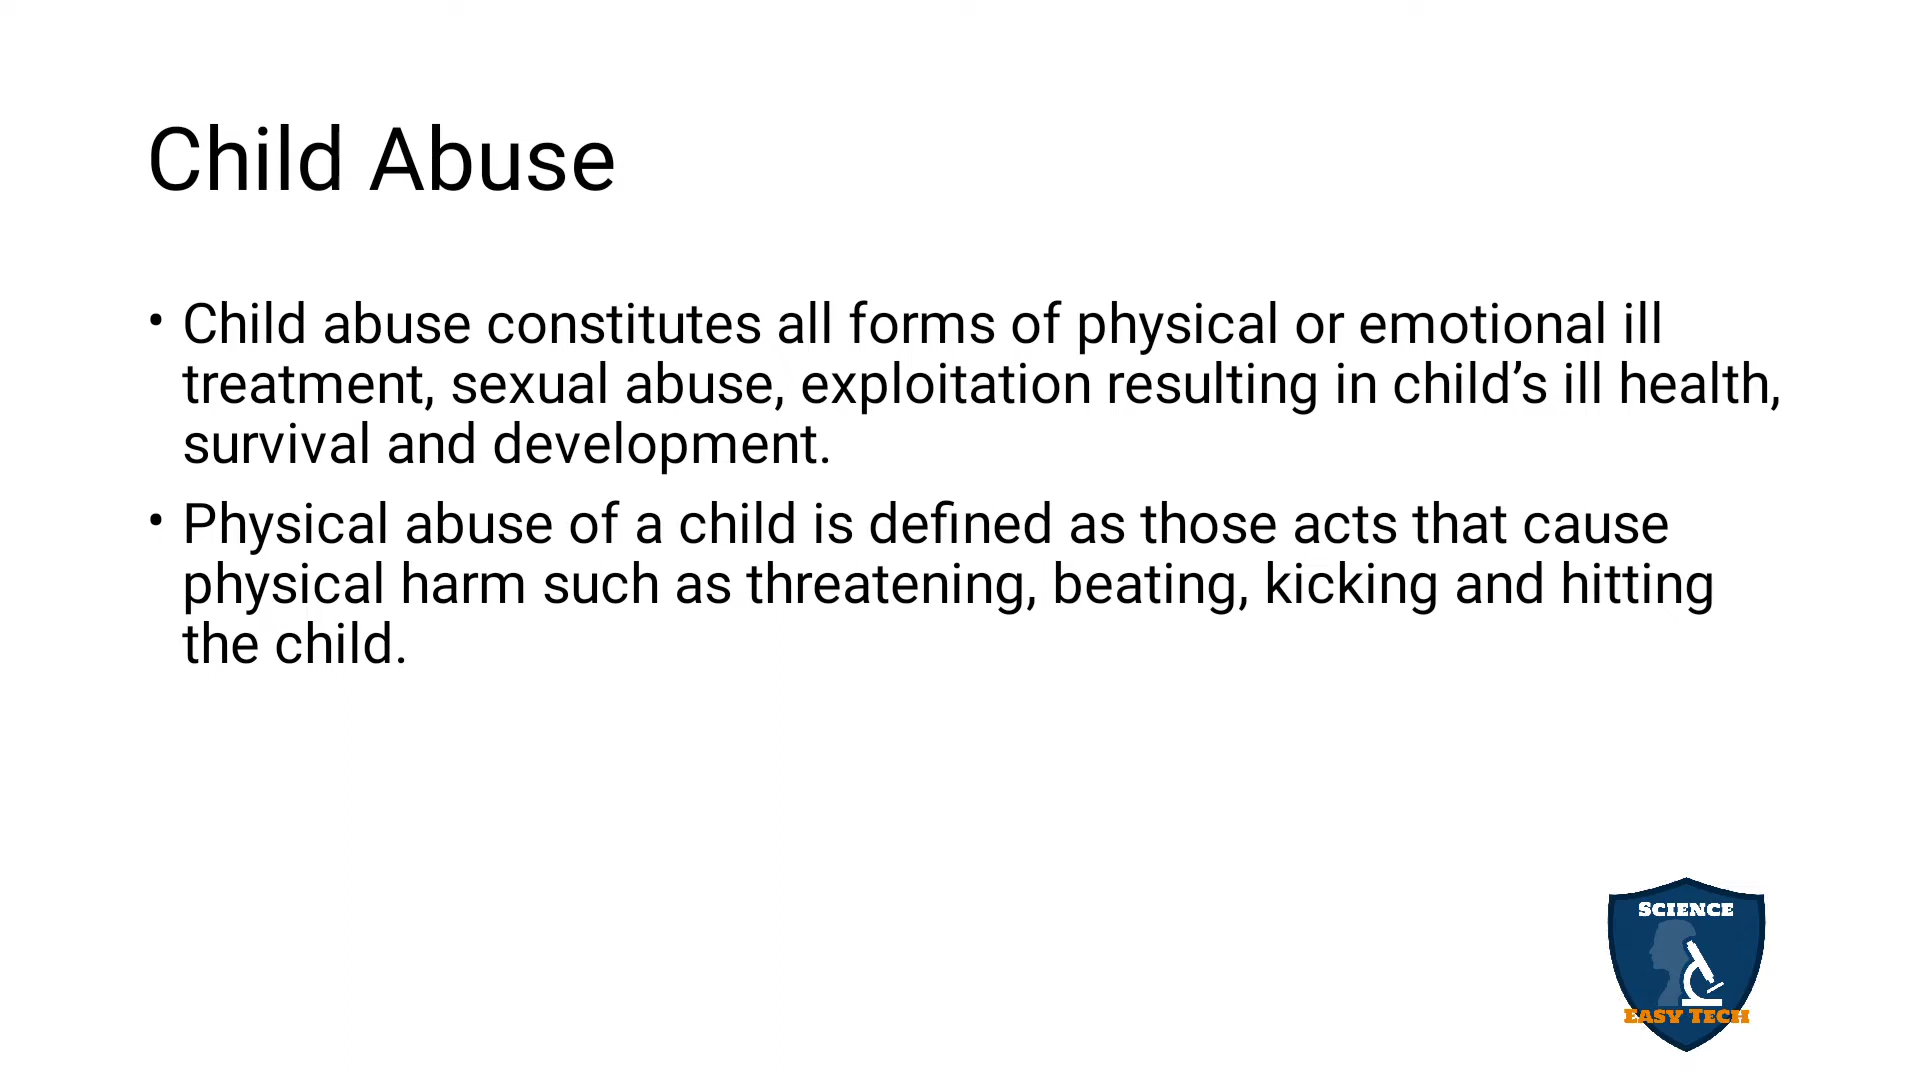 Child Abuse
• Child abuse constitutes all forms of physical or emotional ill
treatment, sexual abuse, exploitation resulting in child’s ill health,
survival and development.
• Physical abuse of a child is defined as those acts that cause
physical harm such as threatening, beating, kicking and hitting
the child.
SCIENCE
EASY TECH